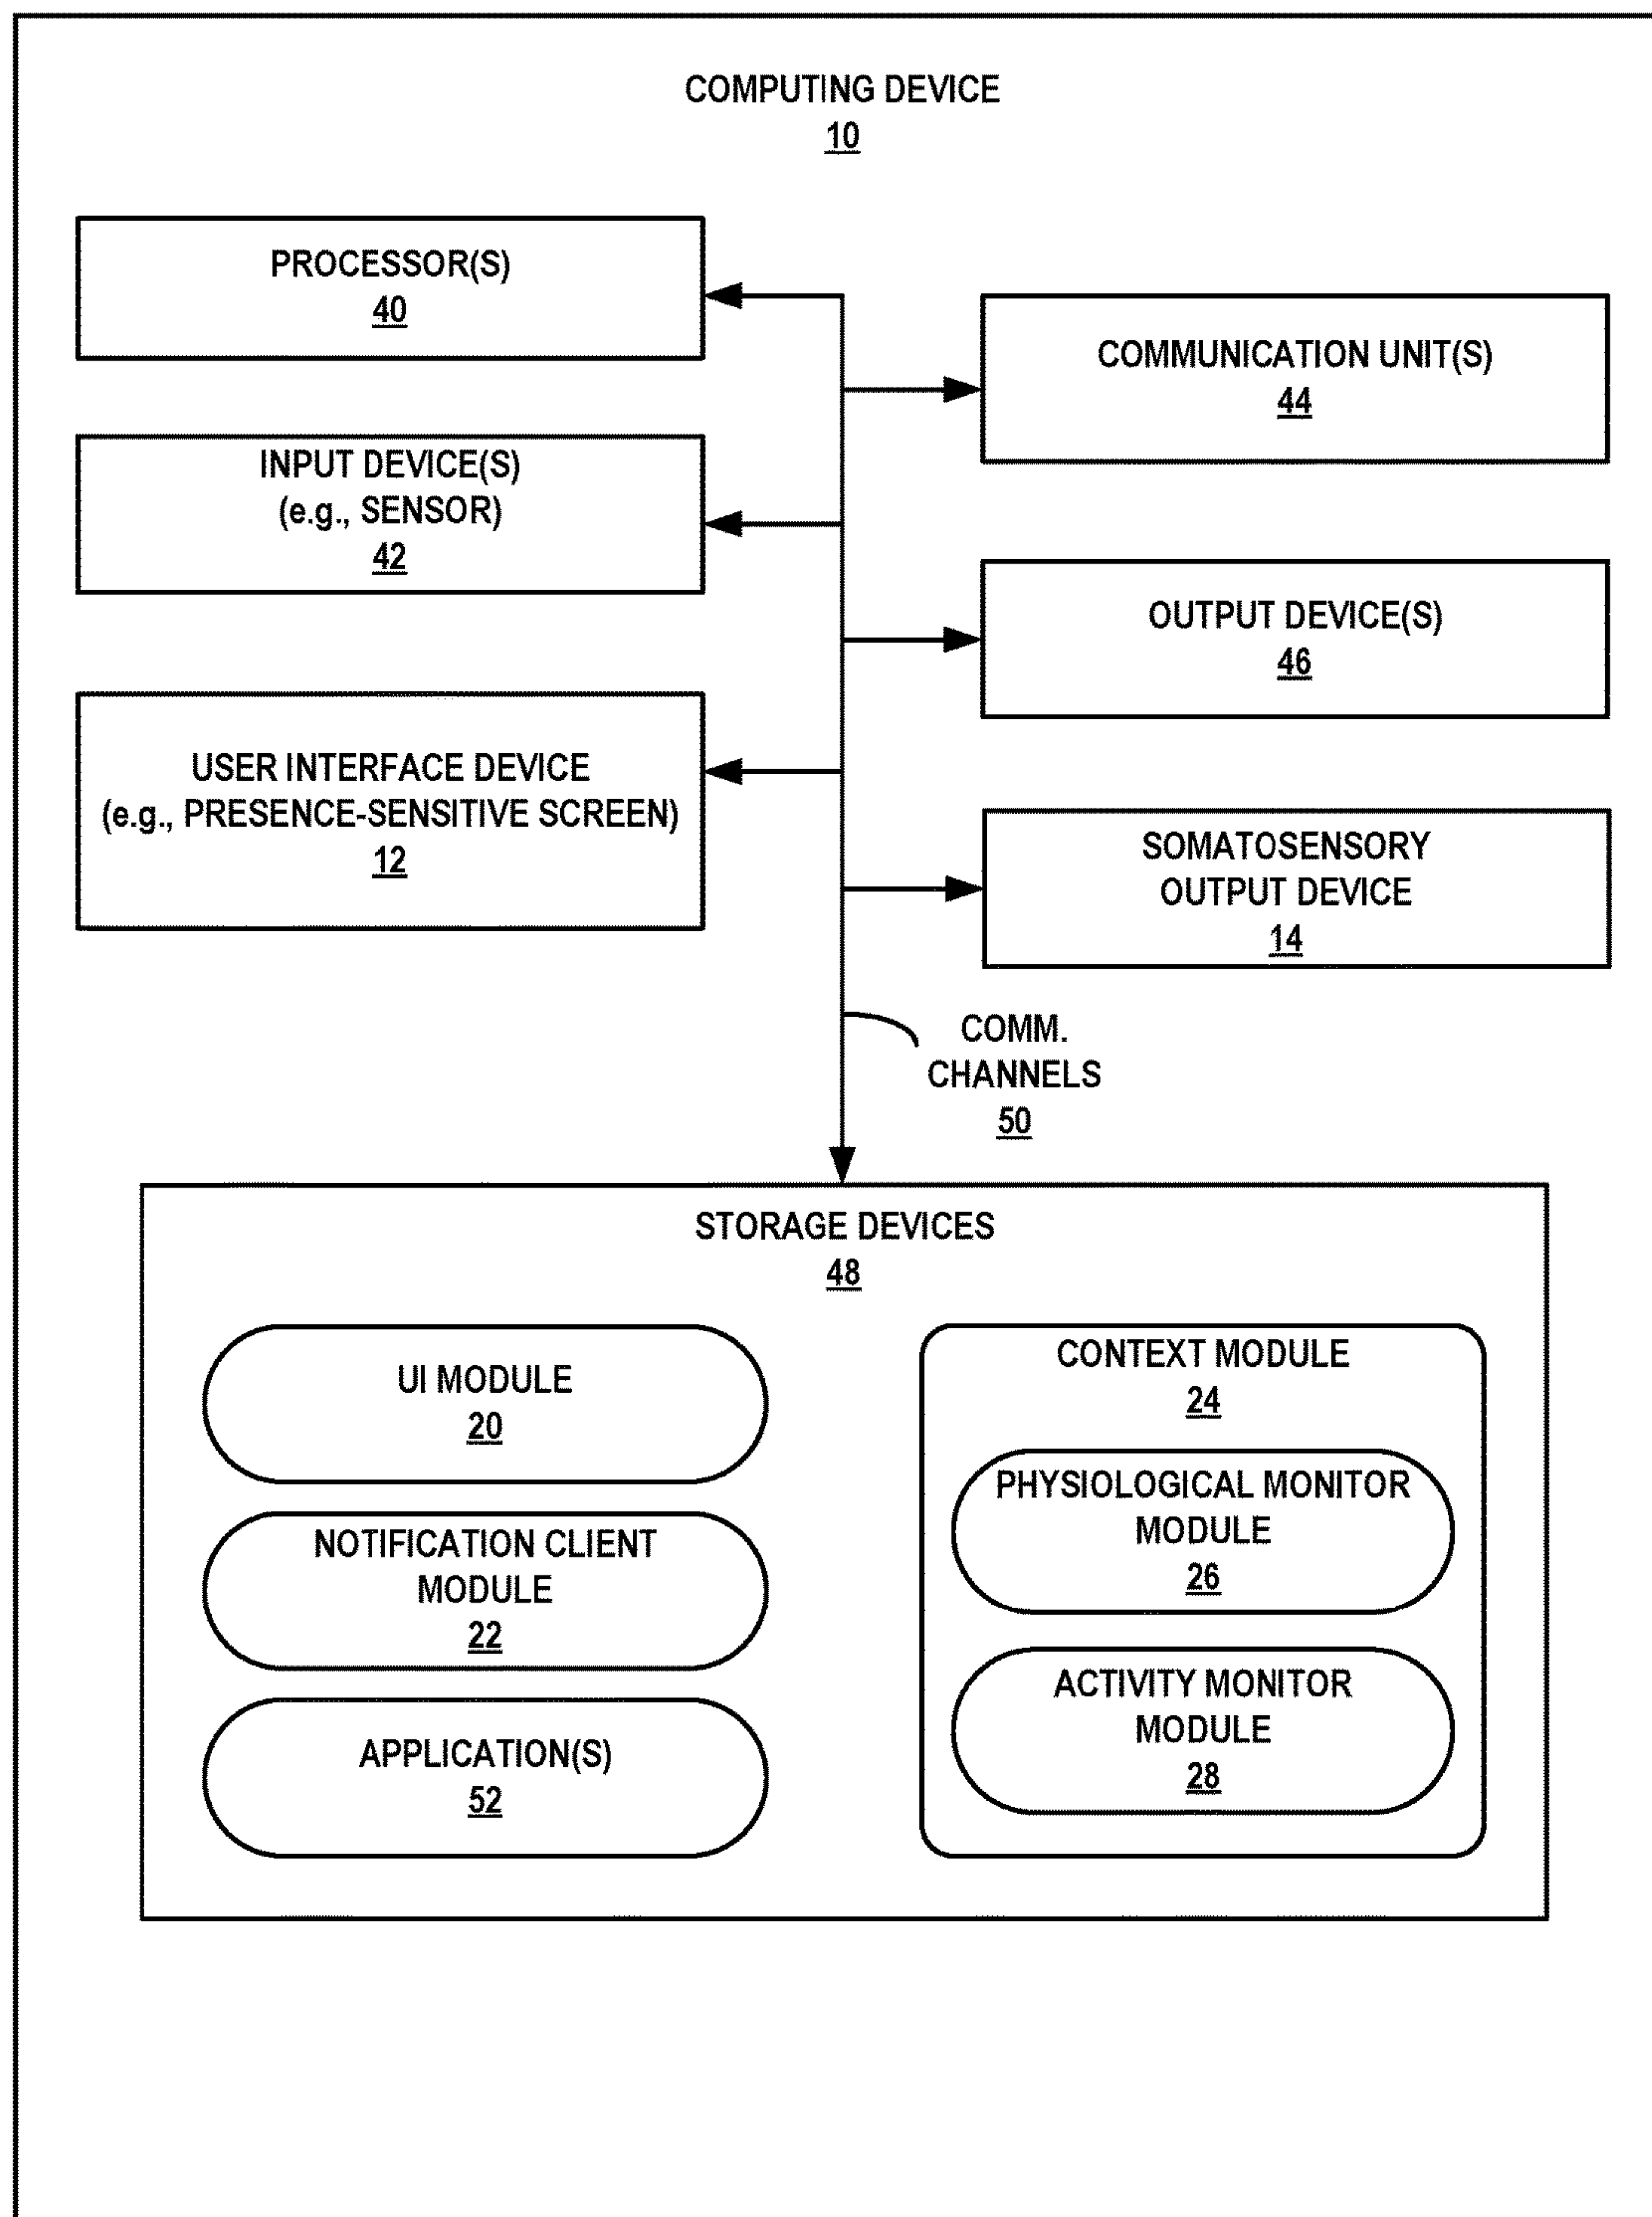 COMPUTING DEVICE
10
PROCESSOR(S)
40
COMMUNICATION UNIT(S)
44
INPUT DEVICE(S)
(e.g., SENSOR)
42
OUTPUT DEVICE(S)
46
USER INTERFACE DEVICE
(e.g., PRESENCE-SENSITIVE SCREEN)
12
SOMATOSENSORY
OUTPUT DEVICE
14
COMM.
CHANNELS
50
STORAGE DEVICES
48
UI MODULE
20
NOTIFICATION CLIENT
MODULE
22
APPLICATION(S)
52
CONTEXT MODULE
24
PHYSIOLOGICAL MONITOR
MODULE
26
ACTIVITY MONITOR
MODULE
28